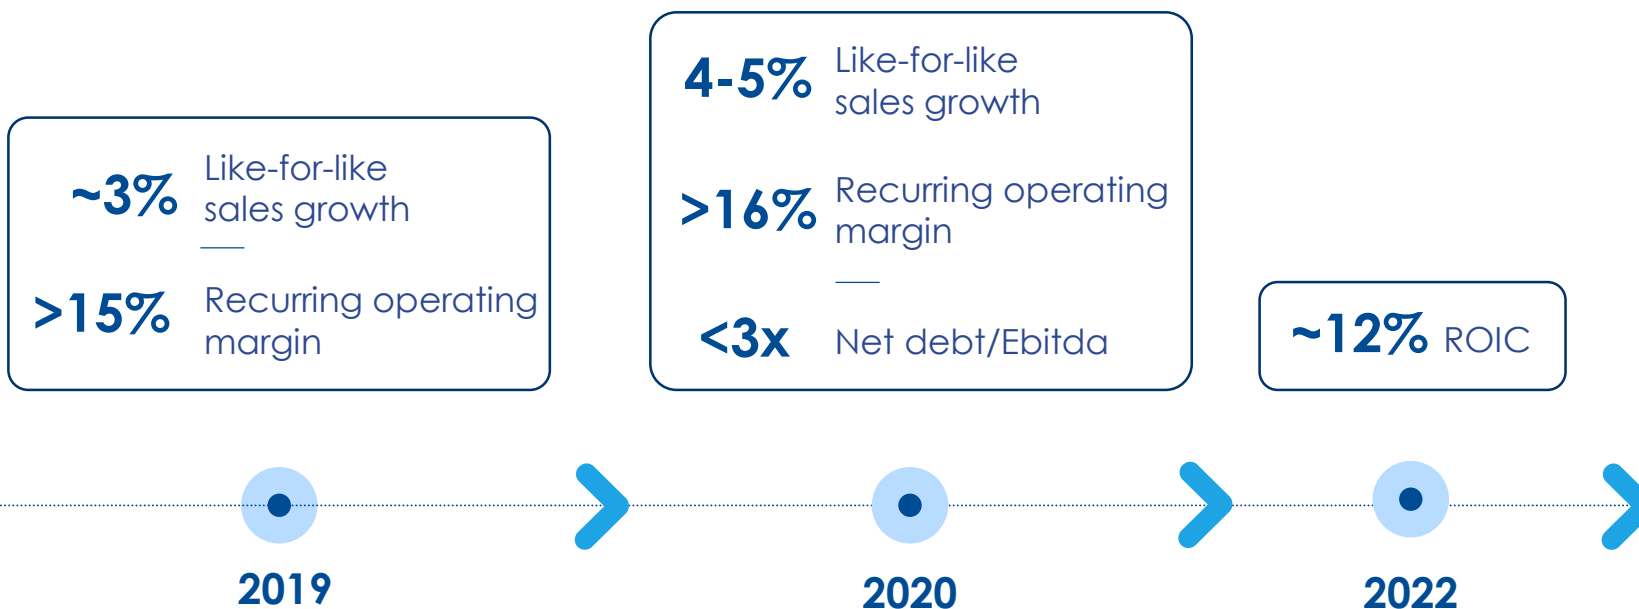 ~3% Like-for-like
sales growth
>15% Recurring operating
margin
2019
4-5% Like-for-like
sales growth
>16% Recurring operating
margin
<3x Net debt/Ebitda
2020
~12% ROIC
2022